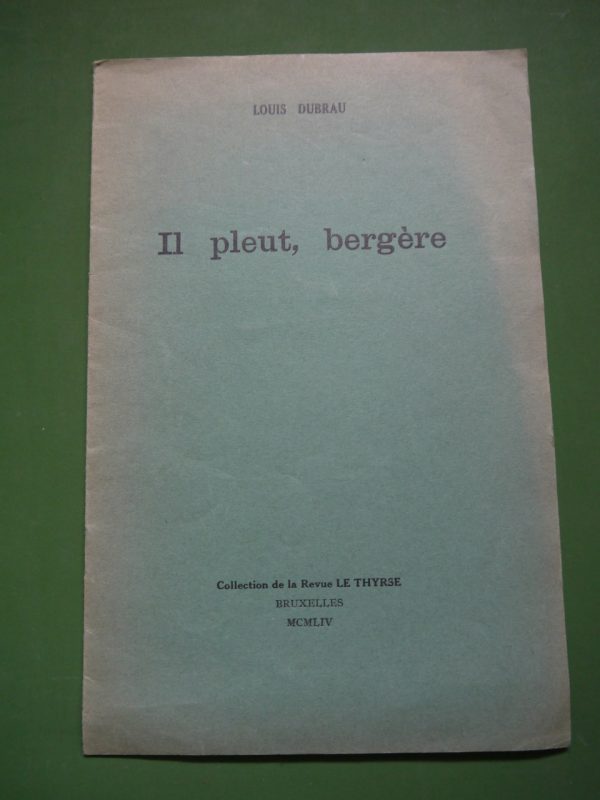 LOUIS DUBRAU
Il pleut, bergère
Collection de la Revue LE THYRSE
BRUXELLES
MCMLIV